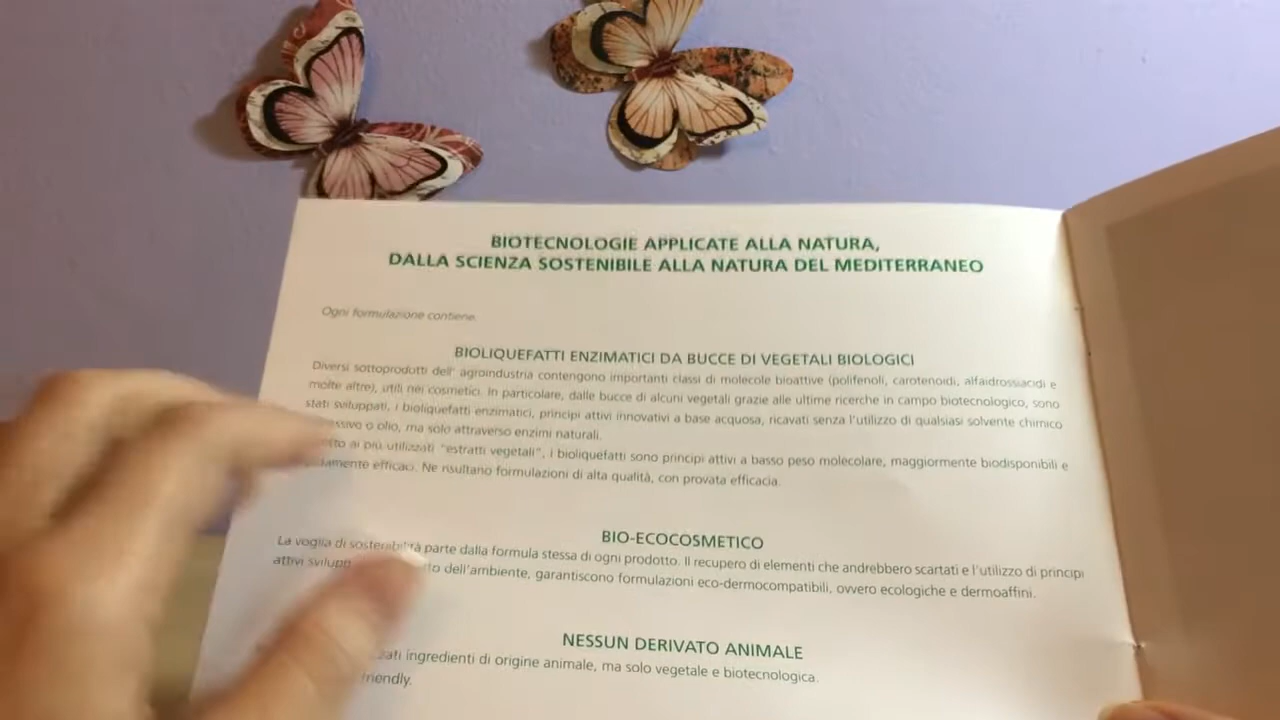 BIOTECNOLOGIE APPLICATE ALLA NATURA,
DALLA SCIENZA SOSTENIBILE ALLA NATURA DEL MEDITERRANEO
Ogni formulazione contiene:
BIOLIQUEFATTI ENZIMATICI DA BUCCE DI VEGETALI BIOLOGICI
Diversi sottoprodotti dell' agroindustria contengono importanti classi di molecole bioattive (polifenoli, carotenoidi, alfaidrossiacidi e
molte altre), utili nei cosmetici. In particolare, dalle bucce di alcuni vegetali grazie alle ultime ricerche in campo biotecnologico, sono
stati sviluppati, i bioliquefatti enzimatici, principi attivi innovativi a base acquosa, ricavati senza l'utilizzo di qualsiasi solvente chimico
o olio, ma solo attraverso enzimi naturali.
ai più utilizzati "estratti vegetali", i bioliquefatti sono principi attivi a basso peso molecolare, maggiormente biodisponibili e
efficaci. Ne risultano formulazioni di alta qualità, con provata efficacia.
BIO-ECOCOSMETICO
La voglia di sostenibilità parte dalla formula stessa di ogni prodotto. Il recupero di elementi che andrebbero scartati e l'utilizzo di principi
attivi dell'ambiente, garantiscono formulazioni eco-dermocompatibili, ovvero ecologiche e dermoaffini.
NESSUN DERIVATO ANIMALE
ingredienti di origine animale, ma solo vegetale e biotecnologica.